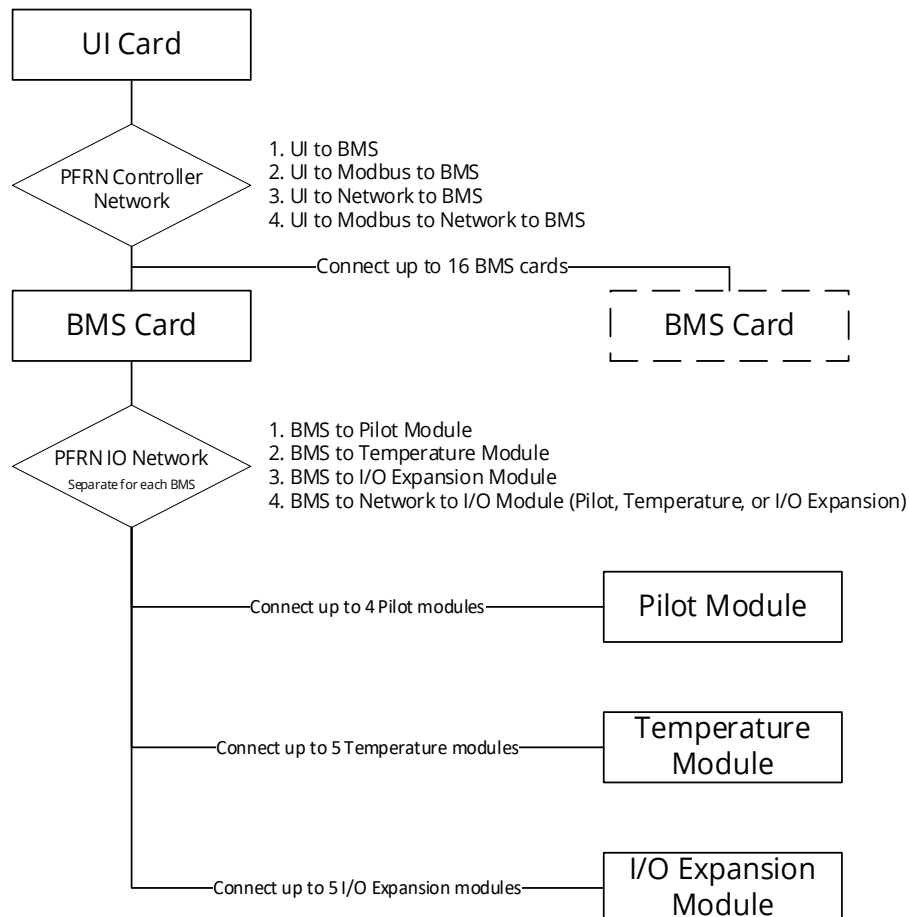 UI Card
PFRN Controller
Network
1. UI to BMS
2. UI to Modbus to BMS
3. UI to Network to BMS
4. UI to Modbus to Network to BMS
Connect up to 16 BMS cards
BMS Card
BMS Card
PFRN IO Network
Separate for each BMS
1. BMS to Pilot Module
2. BMS to Temperature Module
3. BMS to I/O Expansion Module
4. BMS to Network to I/O Module (Pilot, Temperature, or I/O Expansion)
Connect up to 4 Pilot modules
Pilot Module
Connect up to 5 Temperature modules
Temperature
Module
Connect up to 5 I/O Expansion modules
I/O Expansion
Module